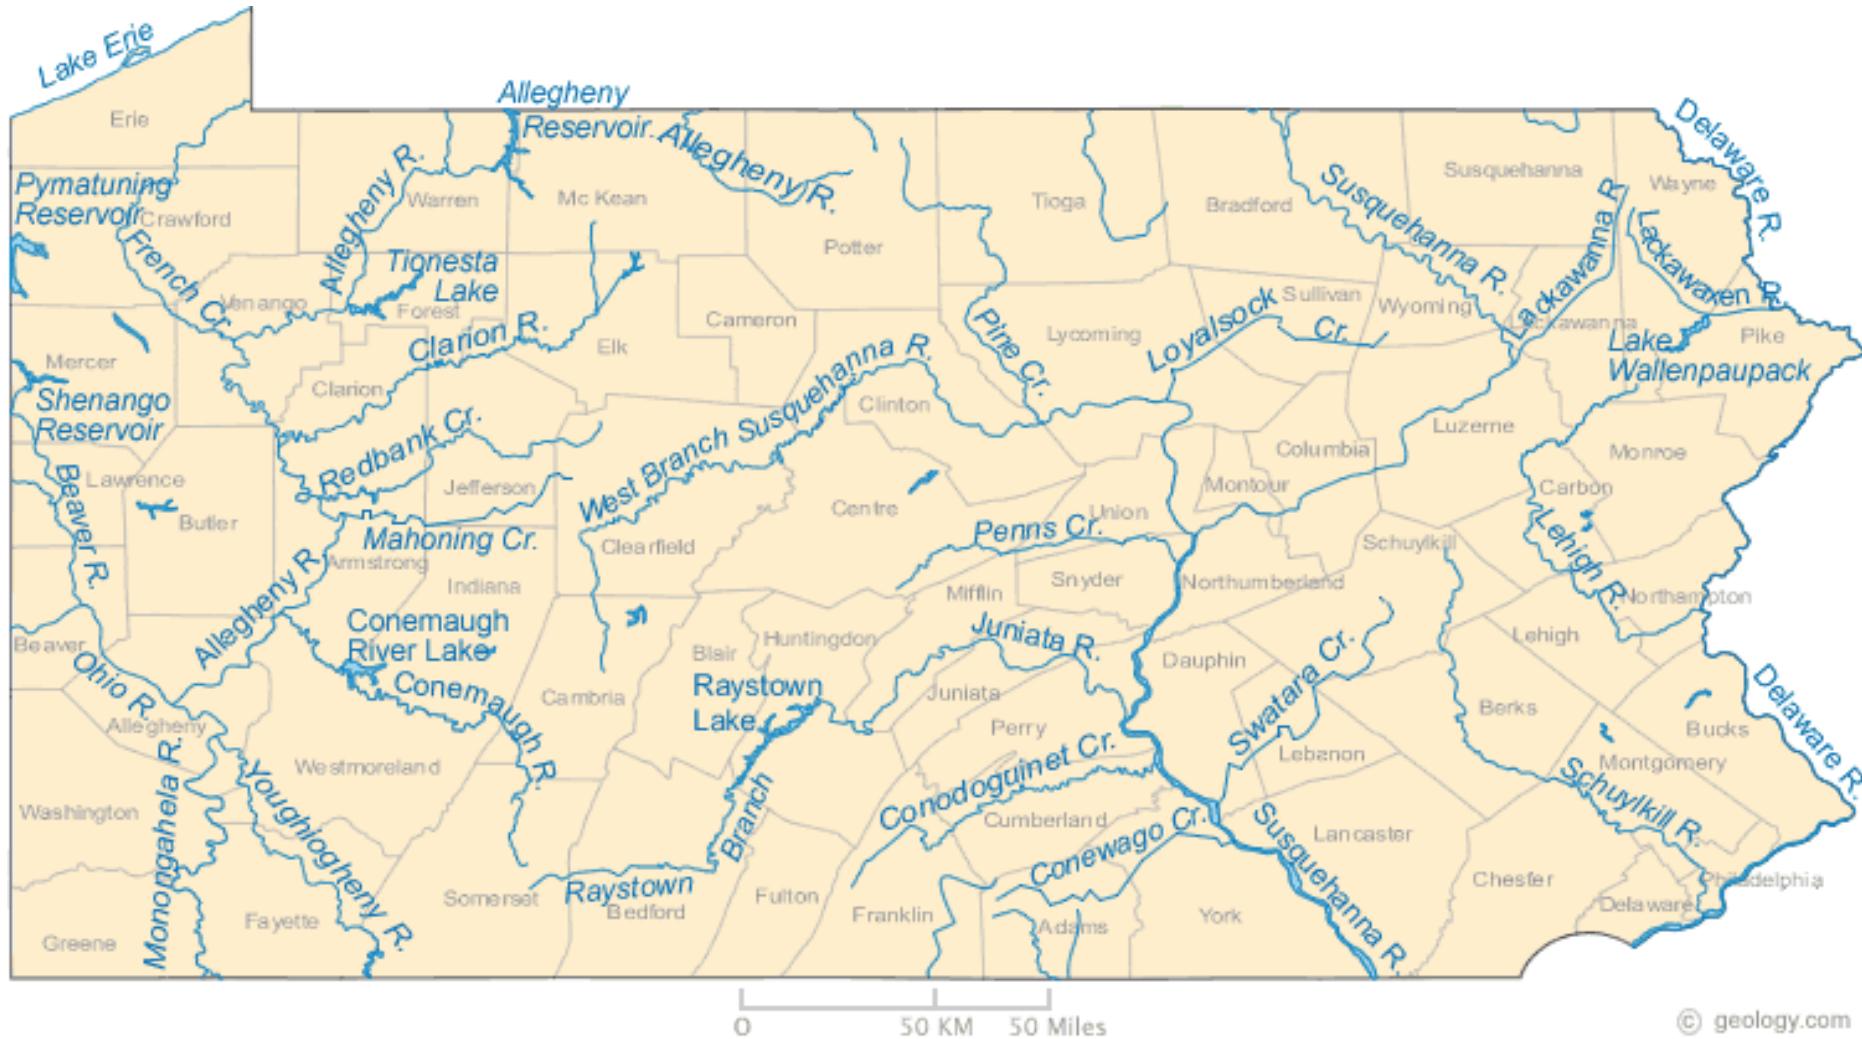 Lake Erie
Erie
Allegheny
Reservoir
Allegheny R.
Delaware R.
Pymatuning
Reservoir
Crawford
Allegheny R.
Warren
Mc Kean
Potter
Tioga
Bradford
Susquehanna R.
Susquehanna
Wayne
Lackawanna R
Lackawaxen R.
French Cr.
Venango
Tionesta
Lake
Forest
Clarion R.
Elk
Cameron
Pine Cr.
Lycoming
Loyalsock
Cr.
Sullivan
Wyoming
Lackawanna
Lake
Wallenpaupack
Pike
Mercer
Shenango
Reservoir
Clarion
Redbank Cr.
West Branch Susquehanna R.
Clinton
Columbia
Luzerne
Monroe
Lawrence
Beaver R.
Butler
Jefferson
Mahoning Cr.
Armstrong
Allegheny R
Indiana
Clearfield
Centre
Penns Cr.
Union
Montour
Schuylkill
Carbon
Lehigh R.
Northampton
Mifflin
Snyder
Northumberland
Beaver
Ohio R.
Conemaugh
River Lake
Conemaugh R.
Cambria
Blair
Huntingdon
Juniata R.
Juniata
Raystown
Lake
Perry
Dauphin
Swatara Cr.
Lebanon
Berks
Lehigh
Bucks
Delaware R.
Montgomery
Schuylkill R.
Allegheny
Westmoreland
Washington
Monongahela R.
Youghiogheny R.
Greene
Fayette
Somerset
Raystown
Branch
Bedford
Fulton
Franklin
Conodoguinet Cr.
Cumberland
Conewago Cr.
Adams
York
Susquehanna R.
Lancaster
Chester
Delaware
Philadelphia
0 50 KM 50 Miles
© geology.com